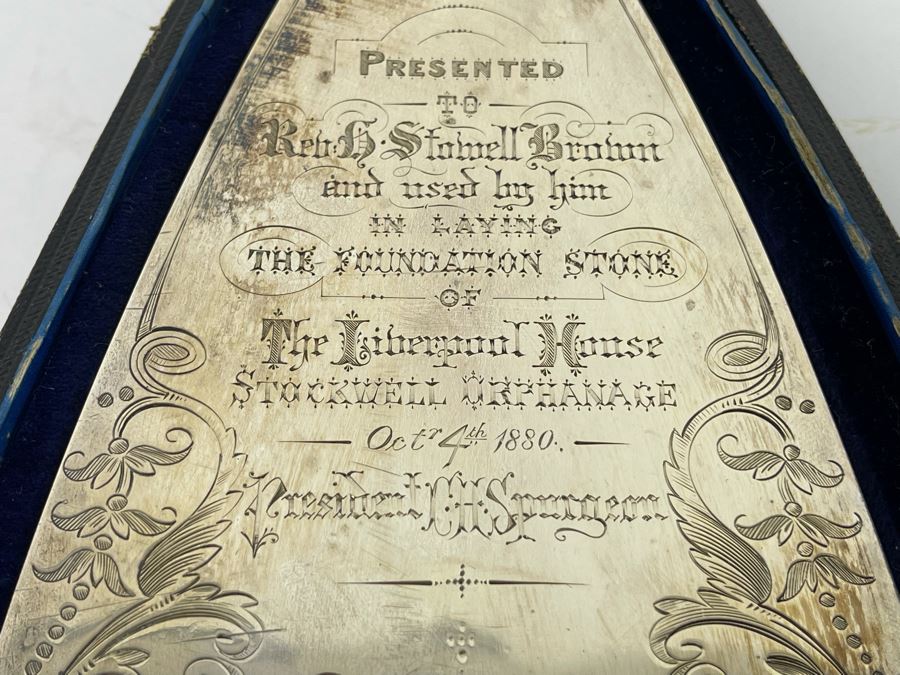 PRESENTED
TO
Rev. H. Stowell Brown
and used by him
IN LAYING
THE FOUNDATION STONE
OF
The Liverpool House
STOCKWELL ORPHANAGE
Octr 4th 1880.
President C.H. Spurgeon